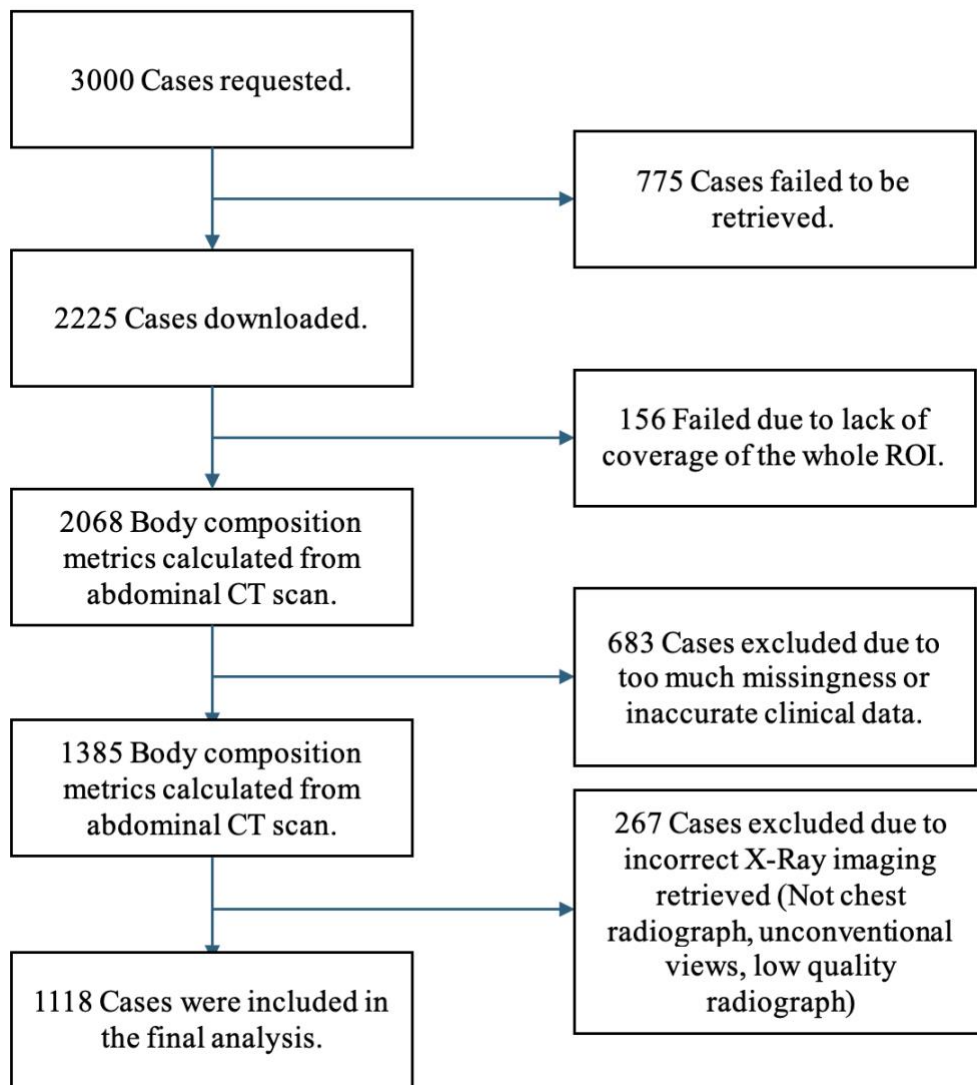 3000 Cases requested.
775 Cases failed to be
retrieved.
2225 Cases downloaded.
156 Failed due to lack of
coverage of the whole ROI.
2068 Body composition
metrics calculated from
abdominal CT scan.
683 Cases excluded due to
too much missingness or
inaccurate clinical data.
1385 Body composition
metrics calculated from
abdominal CT scan.
267 Cases excluded due to
incorrect X-Ray imaging
retrieved (Not chest
radiograph, unconventional
views, low quality
radiograph)
1118 Cases were included in
the final analysis.